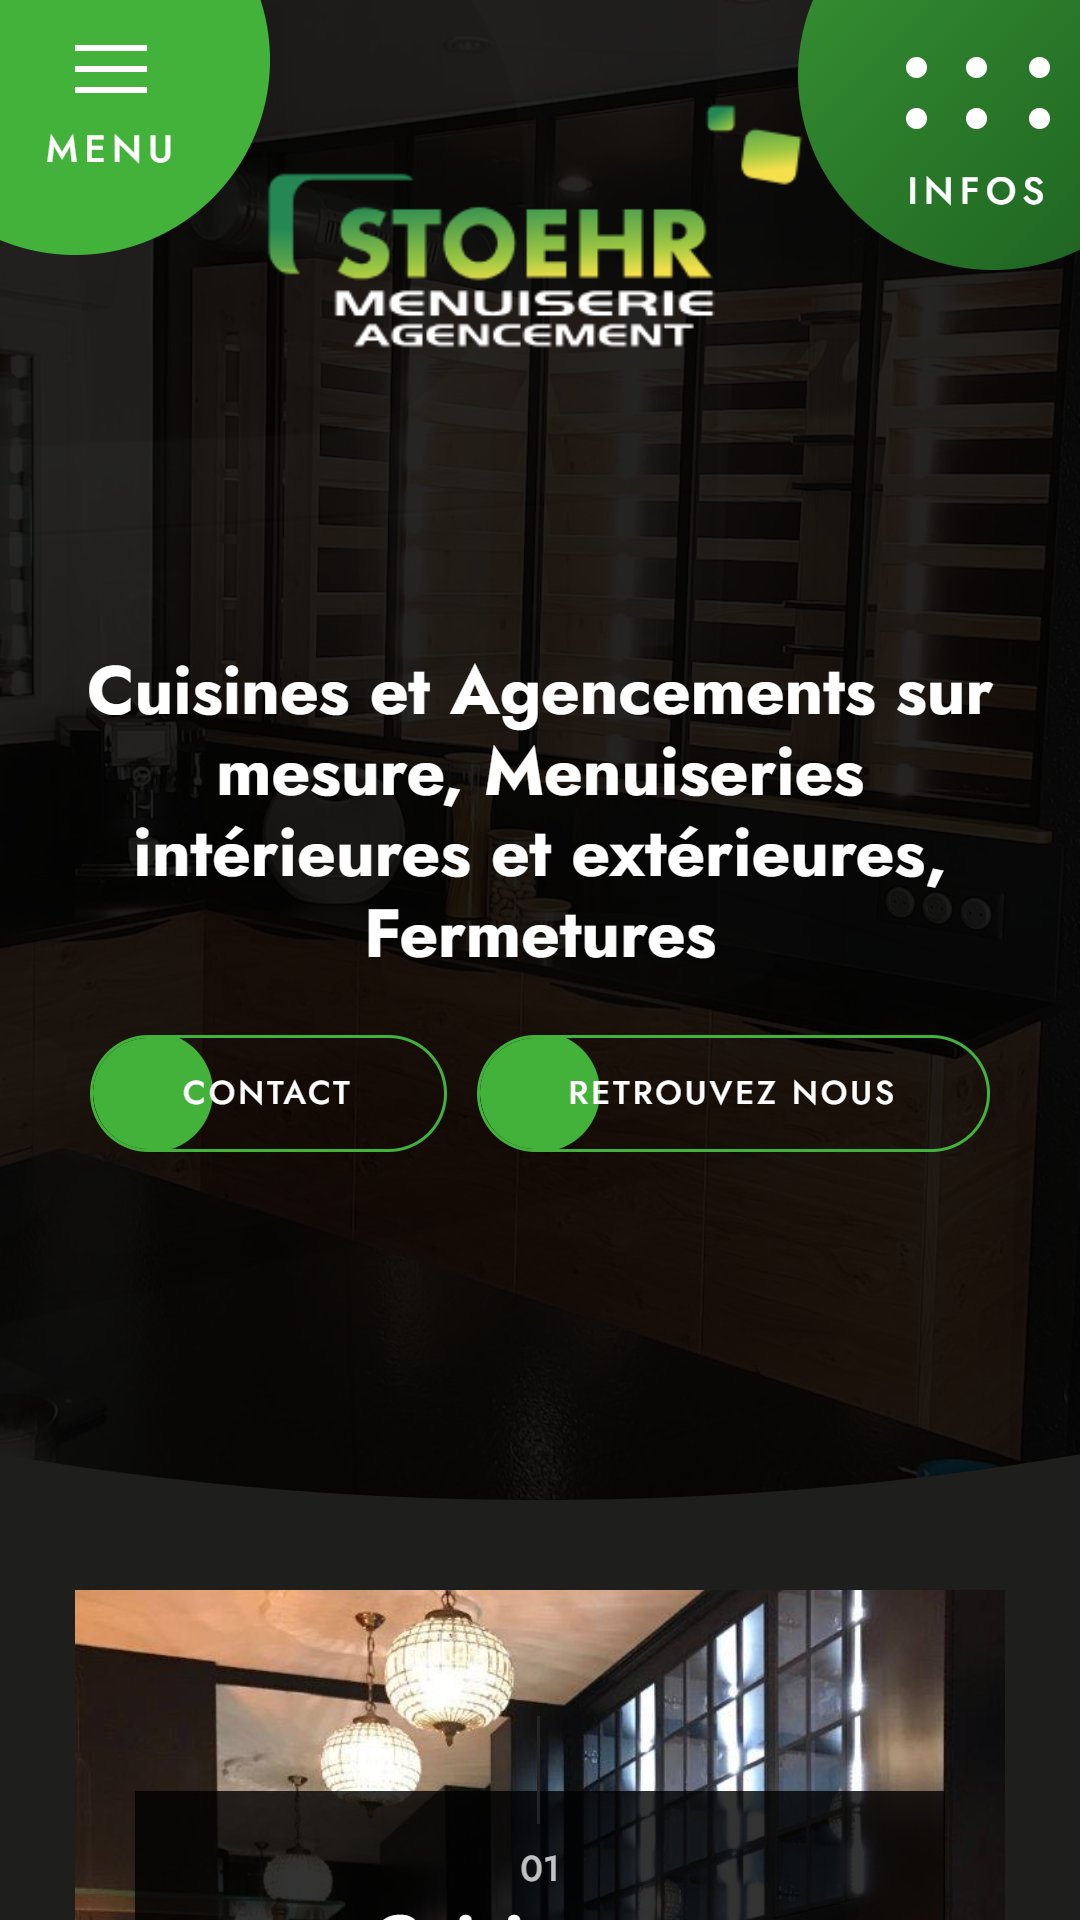 MENU
INFOS
STOEHR
MENUISERIE
AGENCEMENT
Cuisines et Agencements sur
mesure, Menuiseries
intérieures et extérieures,
Fermetures
CONTACT
RETROUVEZ NOUS
01